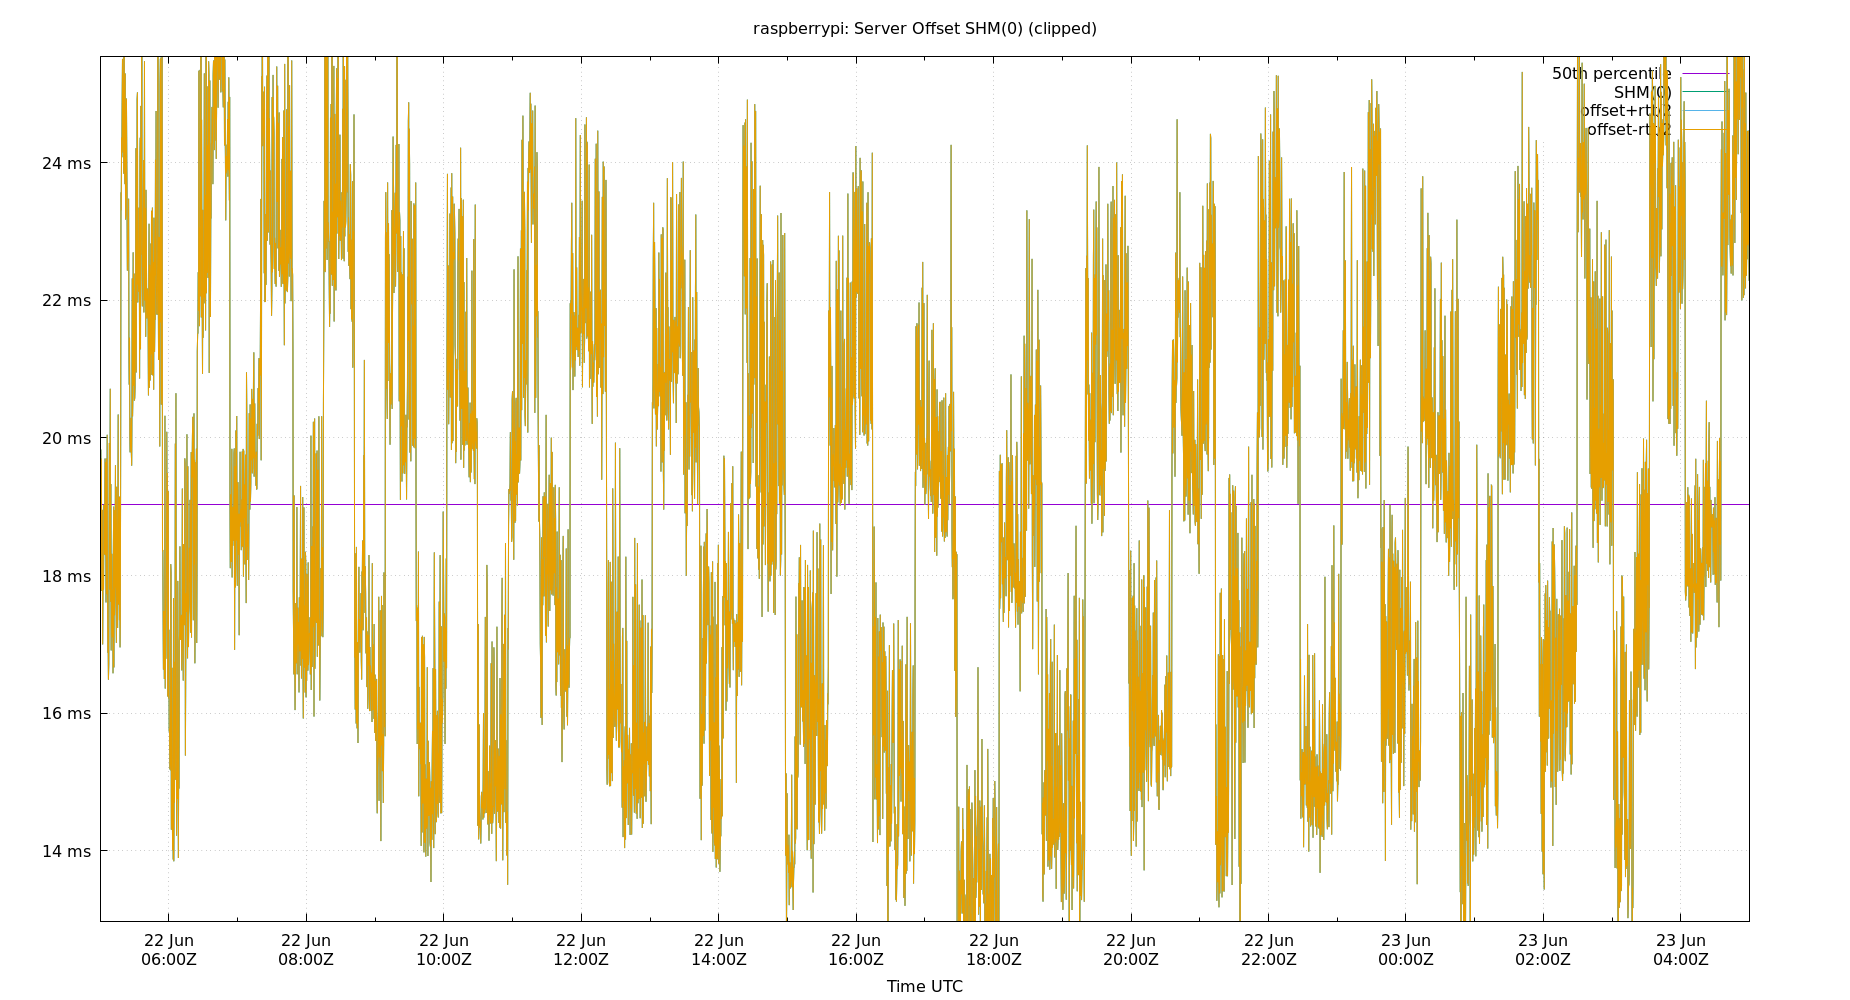 raspberrypi: Server Offset SHM(0) (clipped)
50th percentile
SHM(0)
offset+rtt/2
offset-rtt/2
24 ms
22 ms
20 ms
18 ms
16 ms
14 ms
22 Jun 22 Jun 22 Jun 22 Jun 22 Jun 22 Jun 22 Jun 22 Jun 22 Jun 23 Jun 23 Jun 23 Jun
06:00Z 08:00Z 10:00Z 12:00Z 14:00Z 16:00Z 18:00Z 20:00Z 22:00Z 00:00Z 02:00Z 04:00Z
Time UTC